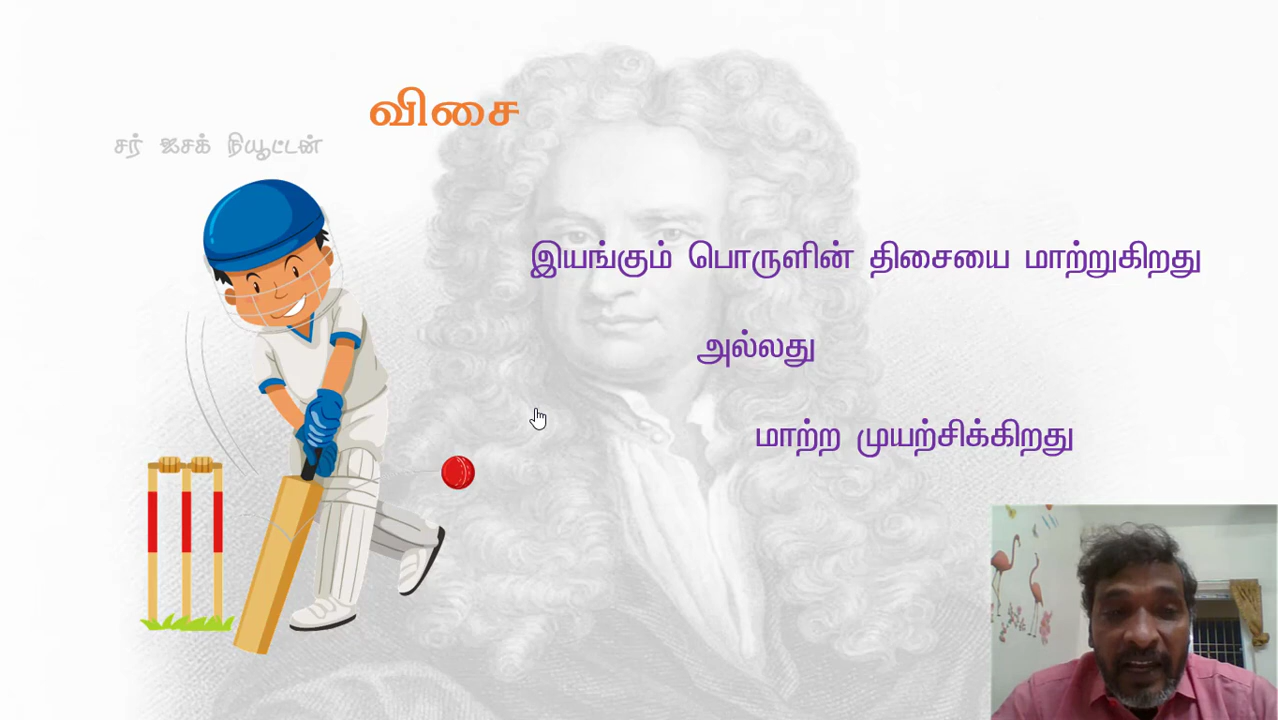 விசை
சர் ஐசக் நியூட்டன்
இயங்கும் பொருளின் திசையை மாற்றுகிறது
அல்லது
மாற்ற முயற்சிக்கிறது